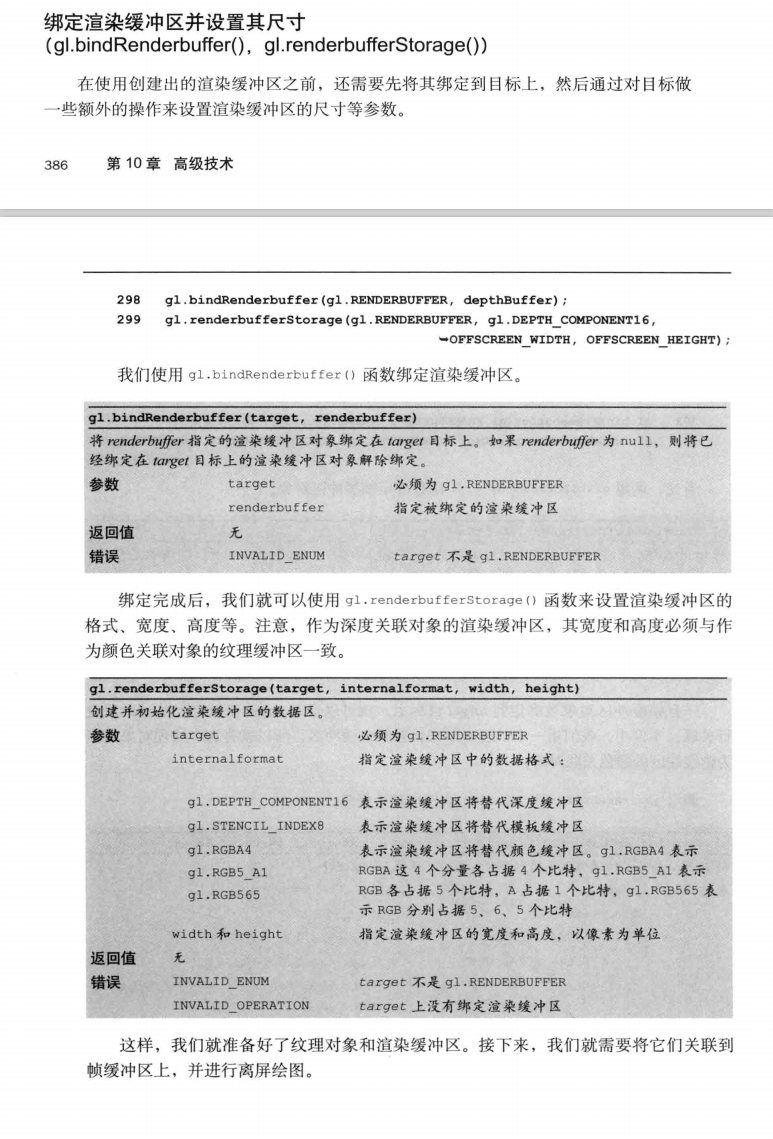 绑定渲染缓冲区并设置其尺寸
(gl.bindRenderbuffer(), gl.renderbufferStorage())
在使用创建出的渲染缓冲区之前，还需要先将其绑定到目标上，然后通过对目标做
一些额外的操作来设置渲染缓冲区的尺寸等参数。
386 第 10 章 高级技术
298 gl.bindRenderbuffer(gl.RENDERBUFFER, depthBuffer);
299 gl.renderbufferStorage(gl.RENDERBUFFER, gl.DEPTH_COMPONENT16,
➥OFFSCREEN_WIDTH, OFFSCREEN_HEIGHT);
我们使用 gl.bindRenderbuffer() 函数绑定渲染缓冲区。
gl.bindRenderbuffer(target, renderbuffer)
将 renderbuffer 指定的渲染缓冲区对象绑定在 target 目标上。如果 renderbuffer 为 null，则将已
经绑定在 target 目标上的渲染缓冲区对象解除绑定。
参数 target 必须为 gl.RENDERBUFFER
renderbuffer 指定被绑定的渲染缓冲区
返回值 无
错误 INVALID_ENUM target 不是 gl.RENDERBUFFER
绑定完成后，我们就可以使用 gl.renderbufferStorage() 函数来设置渲染缓冲区的
格式、宽度、高度等。注意，作为深度关联对象的渲染缓冲区，其宽度和高度必须与作
为颜色关联对象的纹理缓冲区一致。
gl.renderbufferStorage(target, internalformat, width, height)
创建并初始化渲染缓冲区的数据区。
参数 target 必须为 gl.RENDERBUFFER
internalformat 指定渲染缓冲区中的数据格式：
gl.DEPTH_COMPONENT16 表示渲染缓冲区将替代深度缓冲区
gl.STENCIL_INDEX8 表示渲染缓冲区将替代模板缓冲区
gl.RGBA4 表示渲染缓冲区将替代颜色缓冲区。gl.RGBA4 表示
gl.RGB5_A1 RGBA 这 4 个分量各占据 4 个比特，gl.RGB5_A1 表示
gl.RGB565 RGB 各占据 5 个比特，A 占据 1 个比特，gl.RGB565 表
示 RGB 分别占据 5、6、5 个比特
width 和 height 指定渲染缓冲区的宽度和高度，以像素为单位
返回值 无
错误 INVALID_ENUM target 不是 gl.RENDERBUFFER
INVALID_OPERATION target 上没有绑定渲染缓冲区
这样，我们就准备好了纹理对象和渲染缓冲区。接下来，我们就需要将它们关联到
帧缓冲区上，并进行离屏绘图。